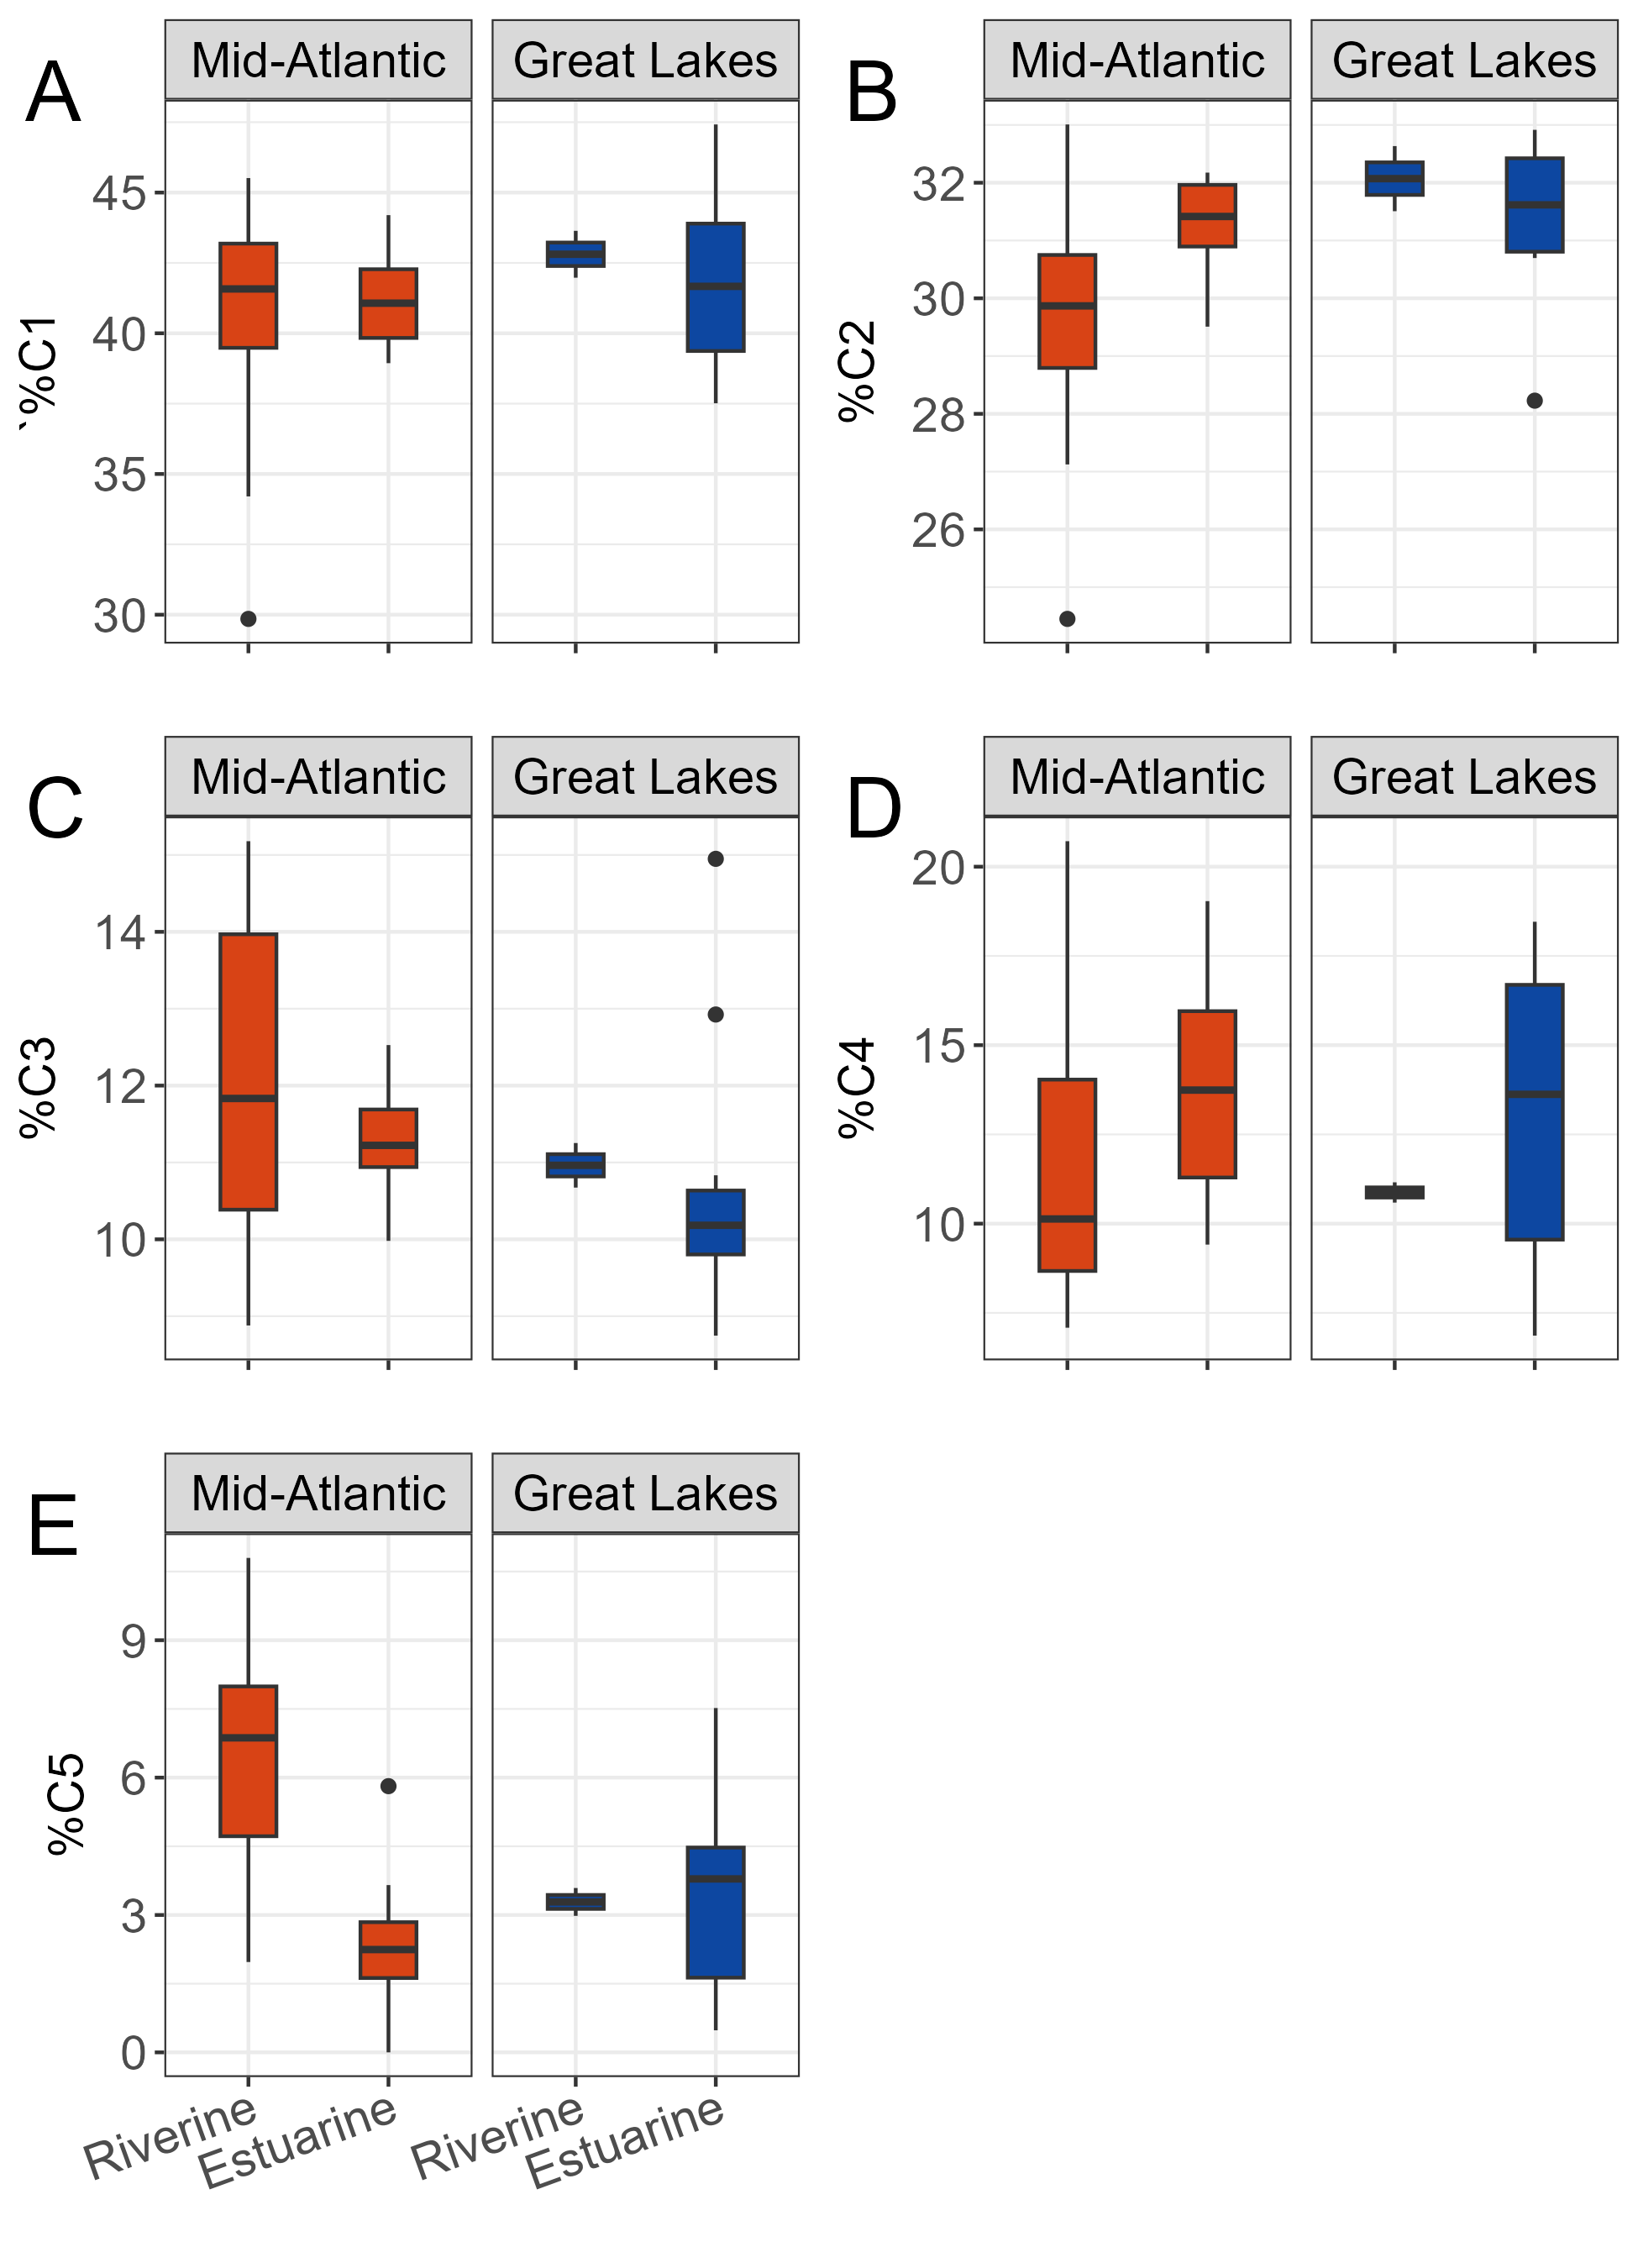 A
Mid-Atlantic
Great Lakes
`%C1
45
40
35
30
B
Mid-Atlantic
Great Lakes
%C2
32
30
28
26
C
Mid-Atlantic
Great Lakes
%C3
14
12
10
D
Mid-Atlantic
Great Lakes
%C4
20
15
10
E
Mid-Atlantic
Great Lakes
%C5
9
6
3
0
Riverine
Estuarine
Riverine
Estuarine